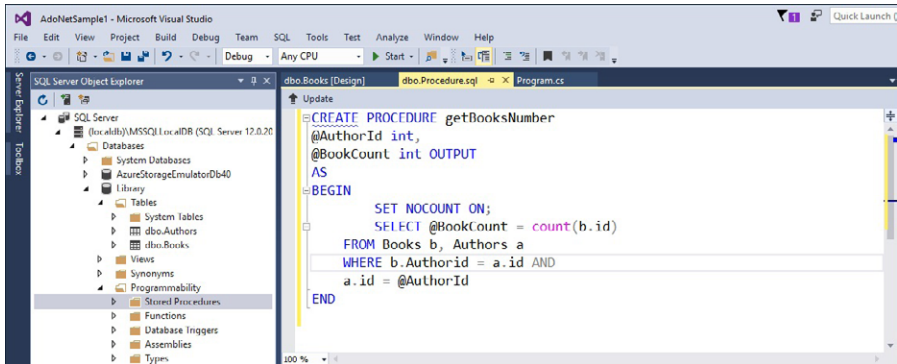 AdoNetSample1 - Microsoft Visual Studio
1
Quick Launch (
File Edit View Project Build Debug Team SQL Tools Test Analyze Window Help
Debug Any CPU Start
Server Explorer
Toolbox
SQL Server Object Explorer
dbo.Books [Design] dbo.Procedure.sql Program.cs
Update
SQL Server
(localdb)\MSSQLLocalDB (SQL Server 12.0.20
Databases
System Databases
AzureStorageEmulatorDb40
Library
Tables
System Tables
dbo.Authors
dbo.Books
Views
Synonyms
Programmability
Stored Procedures
Functions
Database Triggers
Assemblies
Types
CREATE PROCEDURE getBooksNumber
@AuthorId int,
@BookCount int OUTPUT
AS
BEGIN
SET NOCOUNT ON;
SELECT @BookCount = count(b.id)
FROM Books b, Authors a
WHERE b.Authorid = a.id AND
a.id = @AuthorId
END
100 %